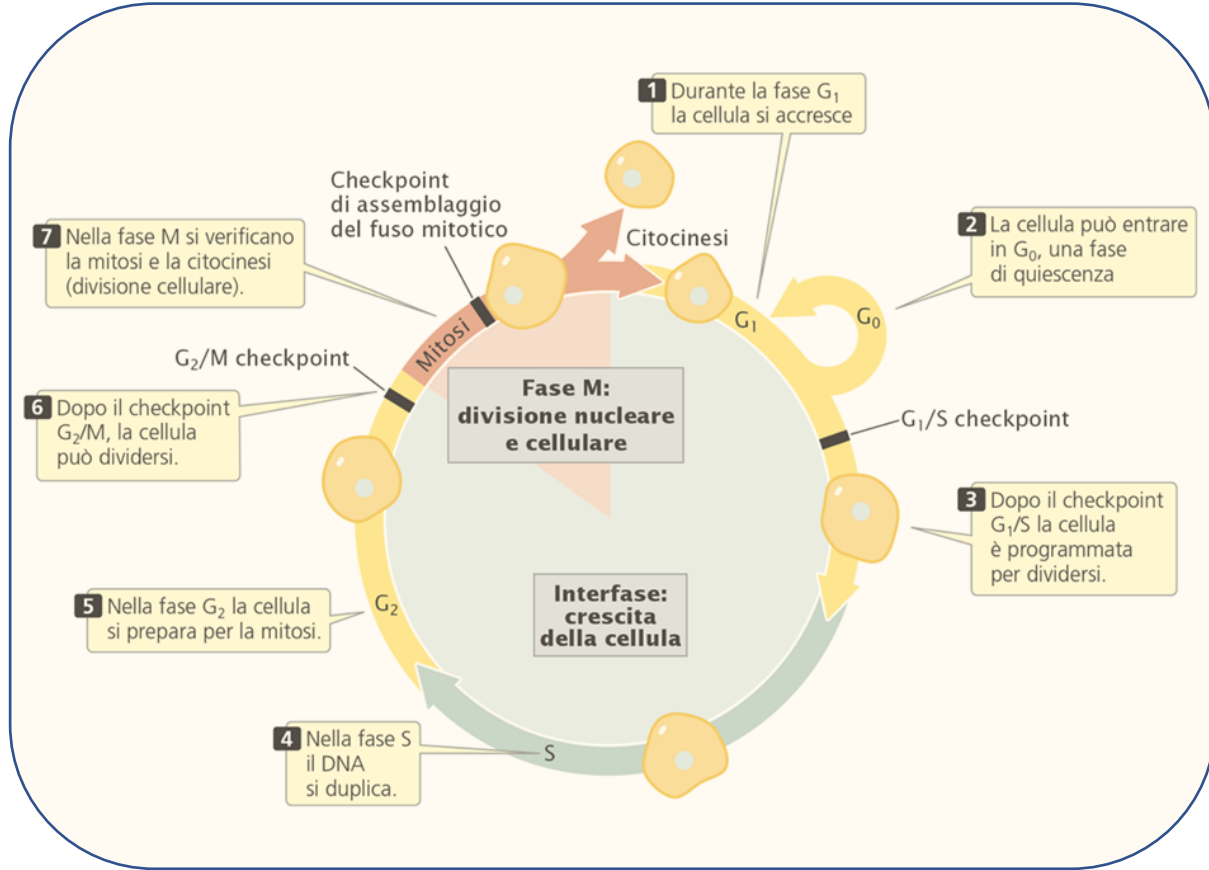 1 Durante la fase G₁
la cellula si accresce
Checkpoint
di assemblaggio
del fuso mitotico
7 Nella fase M si verificano
la mitosi e la citocinesi
(divisione cellulare).
Citocinesi
2 La cellula può entrare
in G₀, una fase
di quiescenza
G₁
G₀
Mitosi
G₂/M checkpoint
Fase M:
divisione nucleare
e cellulare
G₁/S checkpoint
6 Dopo il checkpoint
G₂/M, la cellula
può dividersi.
3 Dopo il checkpoint
G₁/S la cellula
è programmata
per dividersi.
Interfase:
crescita
della cellula
5 Nella fase G₂ la cellula
si prepara per la mitosi.
G₂
4 Nella fase S
il DNA
si duplica.
S